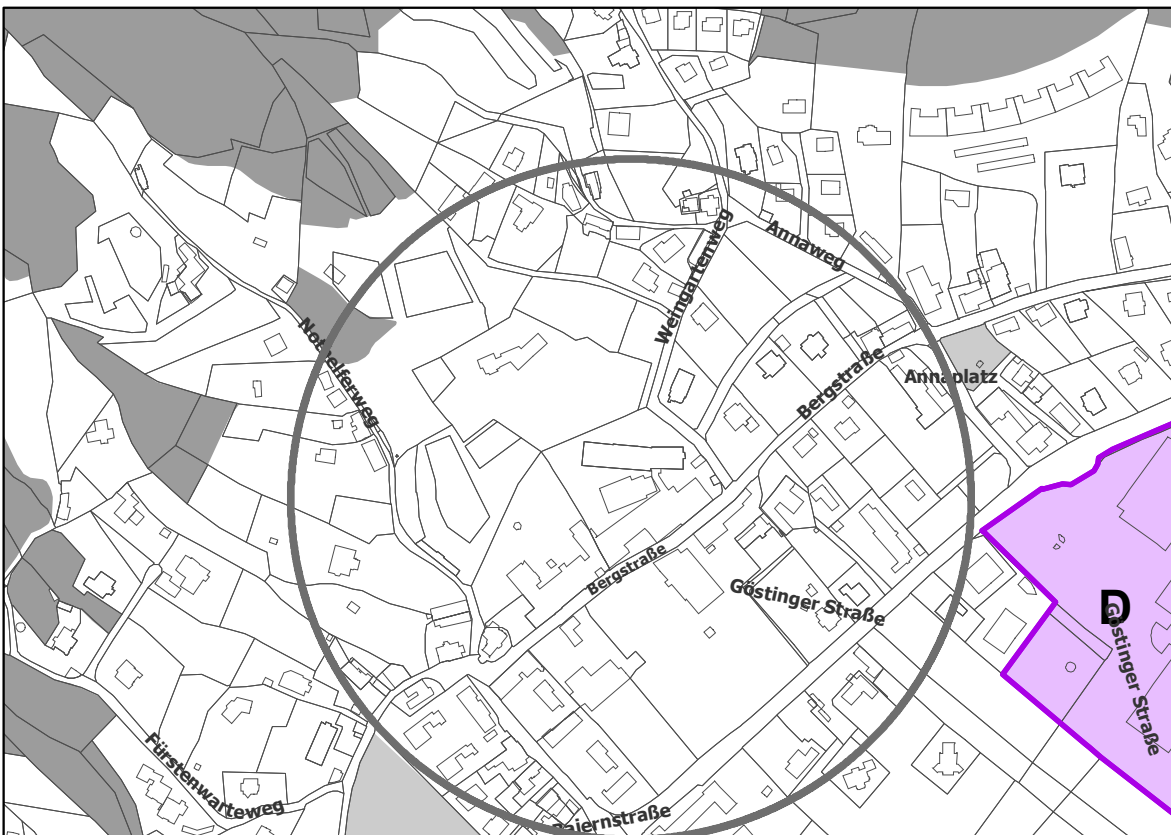 Annaweg
Weingartenweg
Nothelferweg
Bergstraße
Annaplatz
Bergstraße
Göstinger Straße
D
Göstinger Straße
Fürstenwarteweg
Baiernstraße